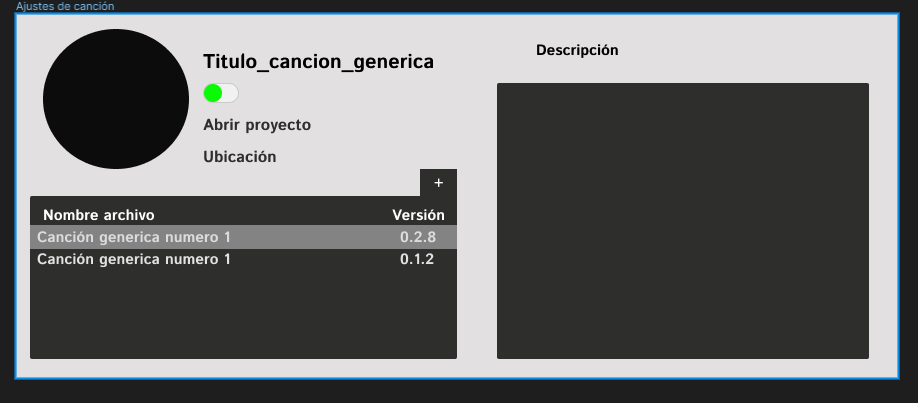 Ajustes de canción
Titulo_cancion_generica
Abrir proyecto
Ubicación
+
Nombre archivo Versión
Canción generica numero 1 0.2.8
Canción generica numero 1 0.1.2
Descripción